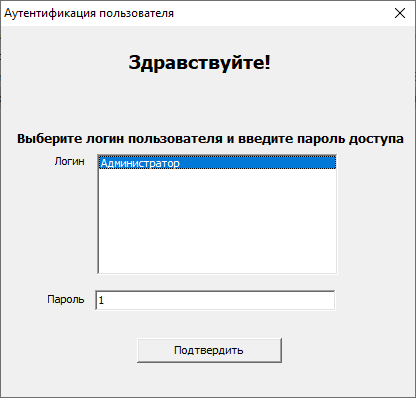 Аутентификация пользователя
Здравствуйте!
Выберите логин пользователя и введите пароль доступа
Логин
Администратор
Пароль
1
Подтвердить